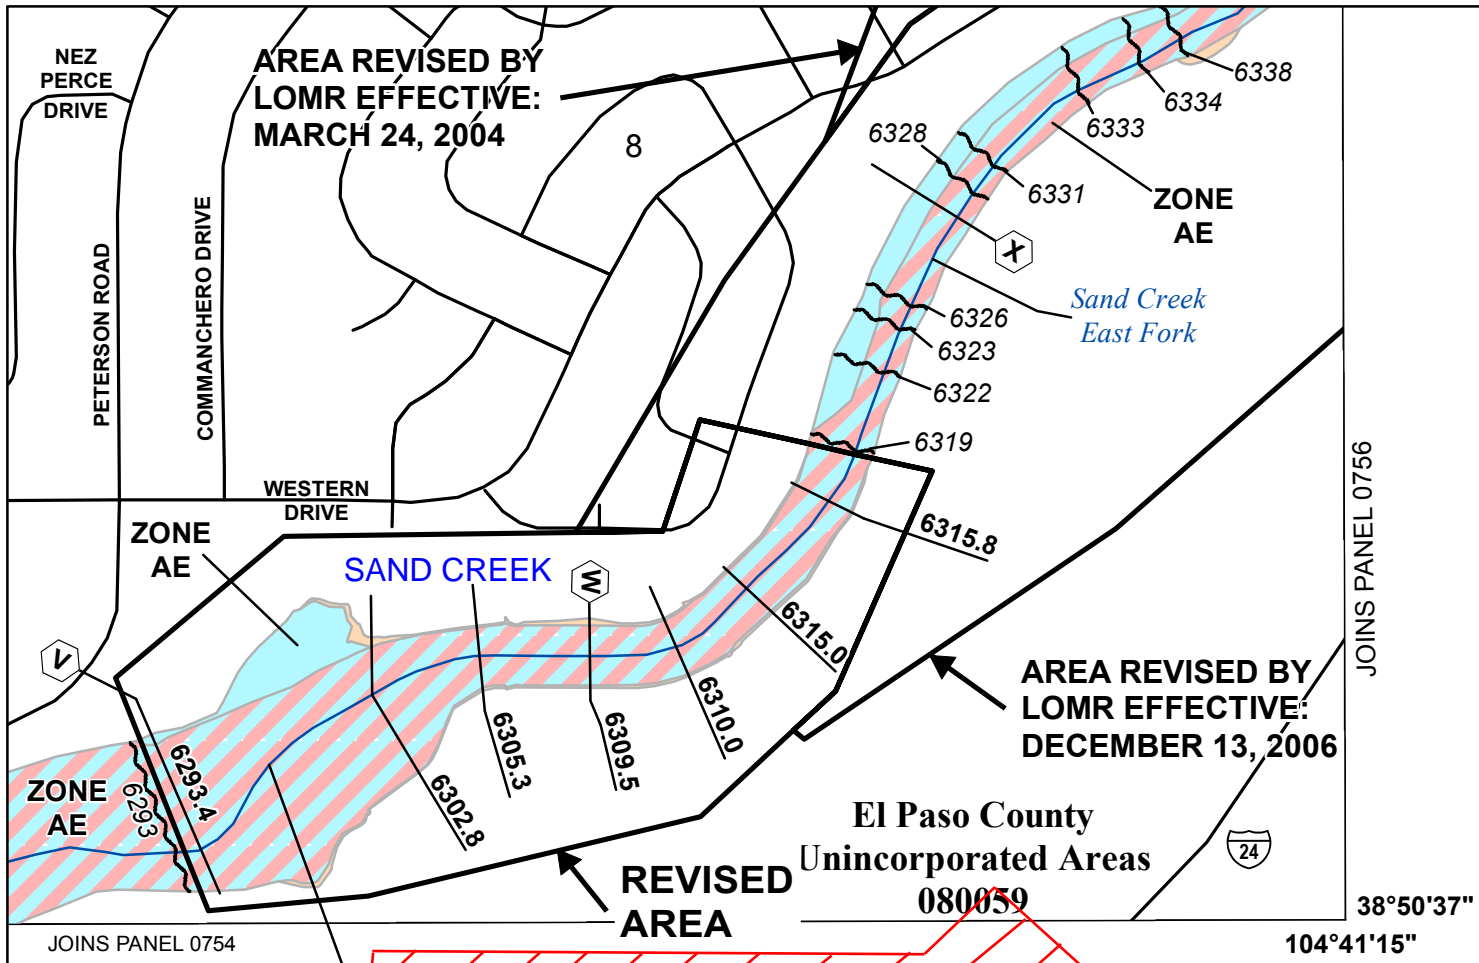 NEZ
PERCE
DRIVE
AREA REVISED BY
LOMR EFFECTIVE:
MARCH 24, 2004
8
6338
6334
6333
6328
6331
ZONE
AE
X
Sand Creek
East Fork
6326
6323
6322
6319
PETERSON ROAD
COMMANCHERO DRIVE
WESTERN
DRIVE
JOINS PANEL 0756
ZONE
AE
SAND CREEK
W
6315.8
6315.0
V
6310.0
6309.5
6305.3
6302.8
6293.4
6293
ZONE
AE
AREA REVISED BY
LOMR EFFECTIVE:
DECEMBER 13, 2006
El Paso County
Unincorporated Areas
080059
24
REVISED
AREA
38°50'37"
104°41'15"
JOINS PANEL 0754